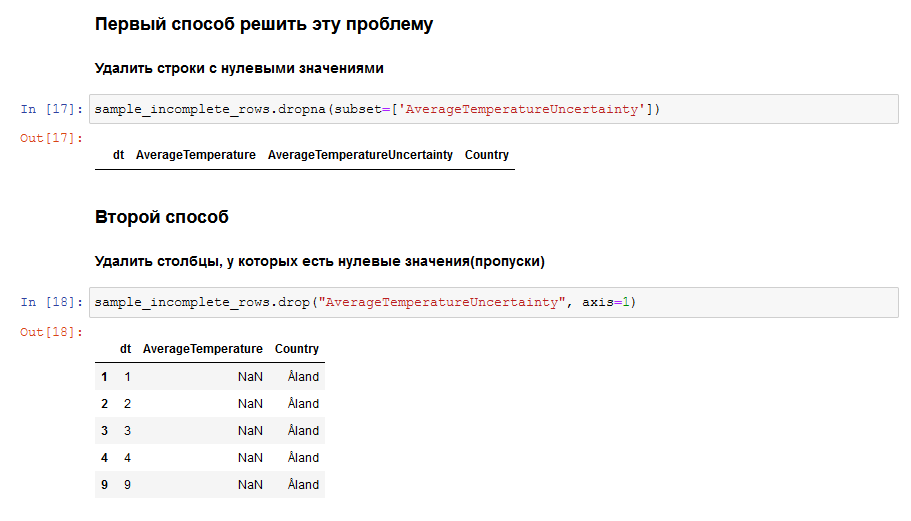 Первый способ решить эту проблему
Удалить строки с нулевыми значениями
In [17]: sample_incomplete_rows.dropna(subset=['AverageTemperatureUncertainty'])
Out[17]:
dt AverageTemperature AverageTemperatureUncertainty Country
Второй способ
Удалить столбцы, у которых есть нулевые значения(пропуски)
In [18]: sample_incomplete_rows.drop("AverageTemperatureUncertainty", axis=1)
Out[18]:
dt AverageTemperature Country
1 1 NaN Åland
2 2 NaN Åland
3 3 NaN Åland
4 4 NaN Åland
9 9 NaN Åland